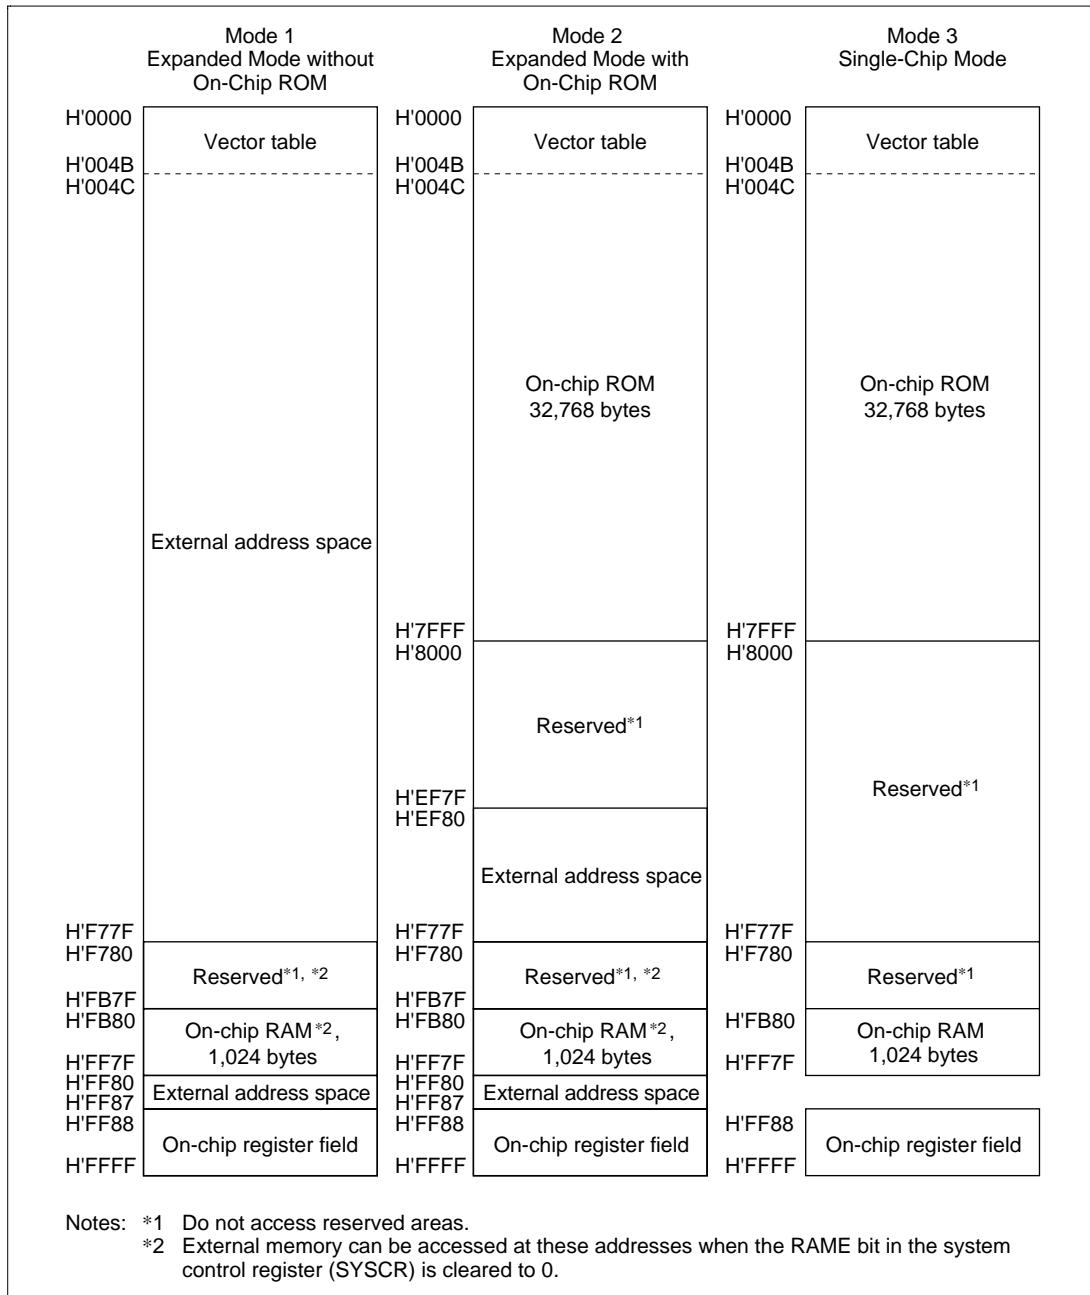 Mode 1
Expanded Mode without
On-Chip ROM
H'0000
Vector table
H'004B
H'004C
External address space
H'F77F
H'F780
Reserved*1, *2
H'FB7F
H'FB80
On-chip RAM*2,
1,024 bytes
H'FF7F
H'FF80
External address space
H'FF87
H'FF88
On-chip register field
H'FFFF
Mode 2
Expanded Mode with
On-Chip ROM
H'0000
Vector table
H'004B
H'004C
On-chip ROM
32,768 bytes
H'7FFF
H'8000
Reserved*1
H'EF7F
H'EF80
External address space
H'F77F
H'F780
Reserved*1, *2
H'FB7F
H'FB80
On-chip RAM*2,
1,024 bytes
H'FF7F
H'FF80
External address space
H'FF87
H'FF88
On-chip register field
H'FFFF
Mode 3
Single-Chip Mode
H'0000
Vector table
H'004B
H'004C
On-chip ROM
32,768 bytes
H'7FFF
H'8000
Reserved*1
H'F77F
H'F780
Reserved*1
H'FB80
On-chip RAM
1,024 bytes
H'FF7F
H'FF88
On-chip register field
H'FFFF
Notes: *1 Do not access reserved areas.
*2 External memory can be accessed at these addresses when the RAME bit in the system
control register (SYSCR) is cleared to 0.